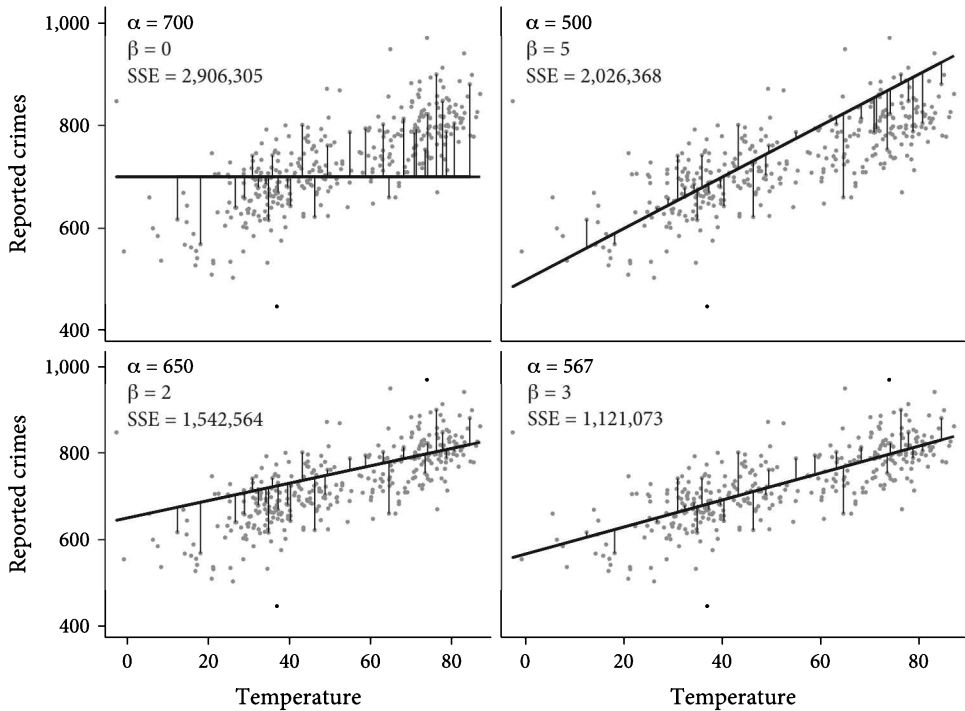 α = 700
β = 0
SSE = 2,906,305
α = 500
β = 5
SSE = 2,026,368
1,000
800
600
400
Reported crimes
α = 650
β = 2
SSE = 1,542,564
α = 567
β = 3
SSE = 1,121,073
1,000
800
600
400
Reported crimes
0 20 40 60 80
0 20 40 60 80
Temperature
Temperature